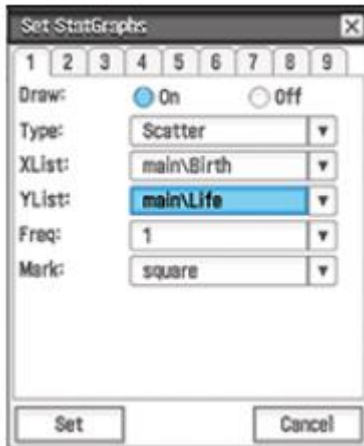 Set StatGraphs
1 2 3 4 5 6 7 8 9
Draw: On Off
Type: Scatter
XList: main\Birth
YList: main\Life
Freq: 1
Mark: square
Set Cancel